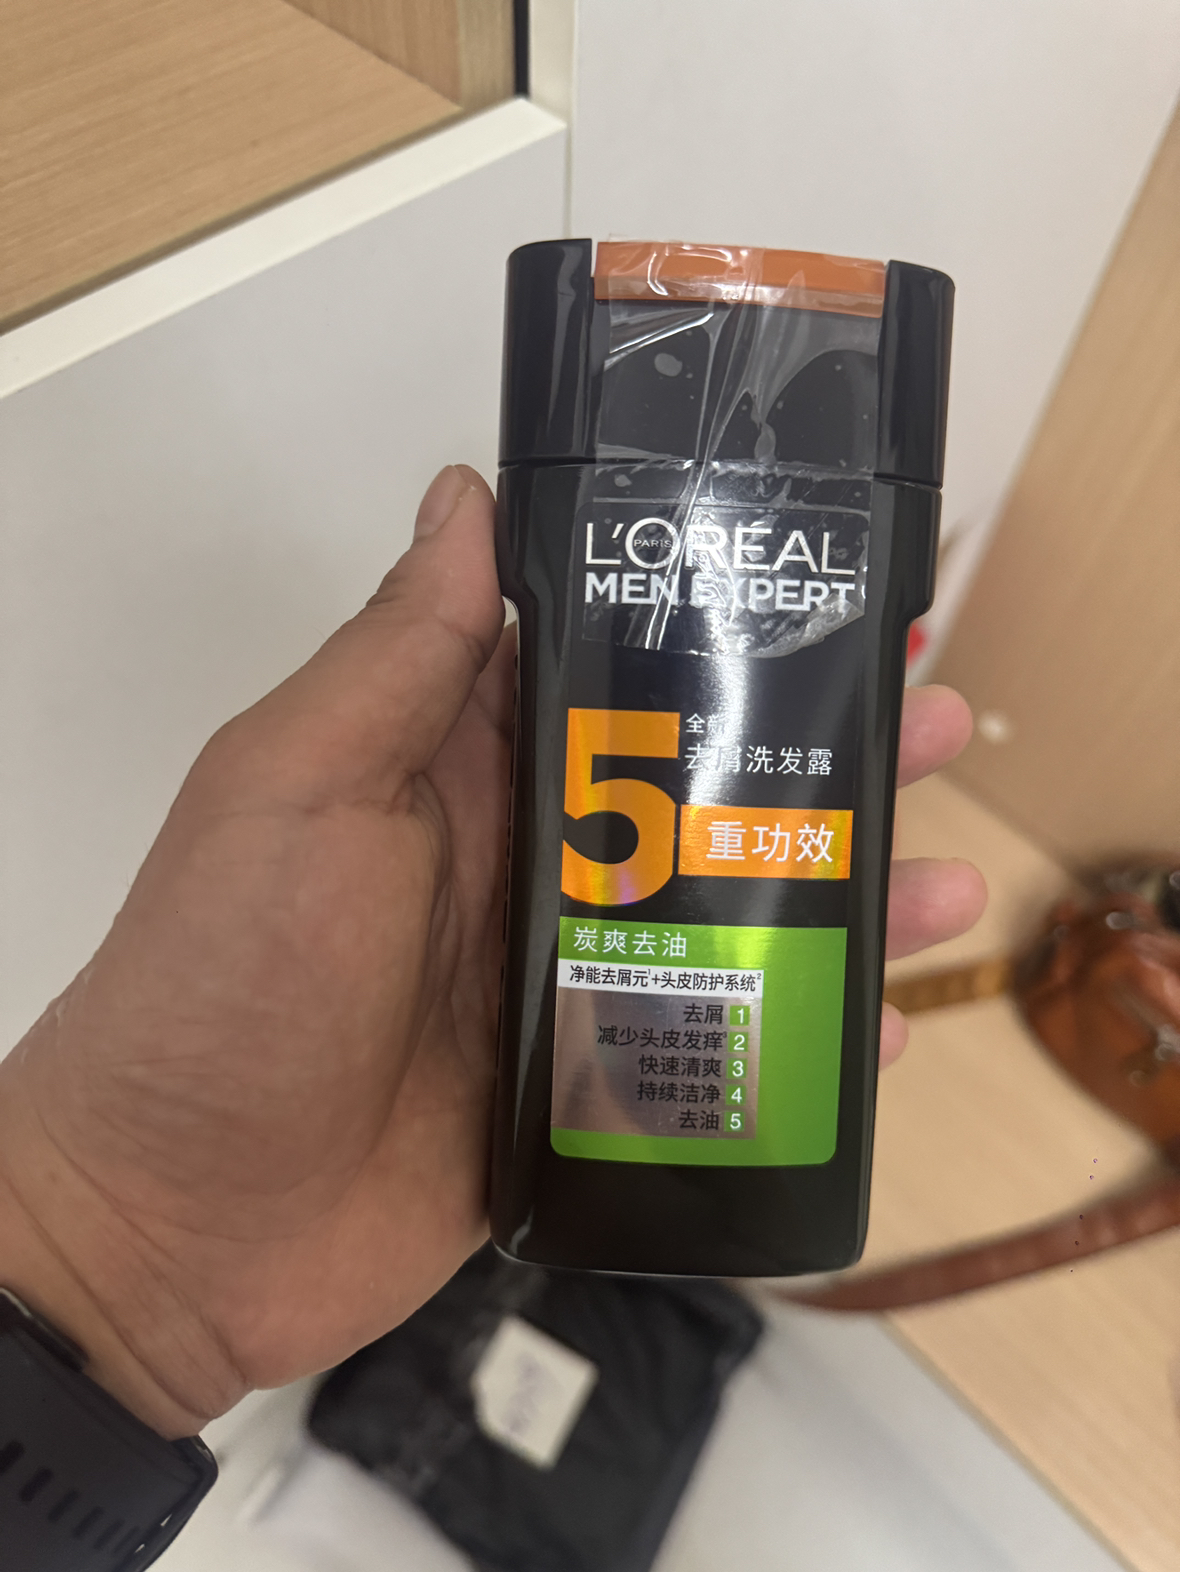 L'ORÉAL
PARIS
MEN EXPERT
全新
去屑洗发露
5
重功效
炭爽去油
净能去屑元¹+头皮防护系统²
去屑 1
减少头皮发痒³ 2
快速清爽 3
持续洁净 4
去油 5